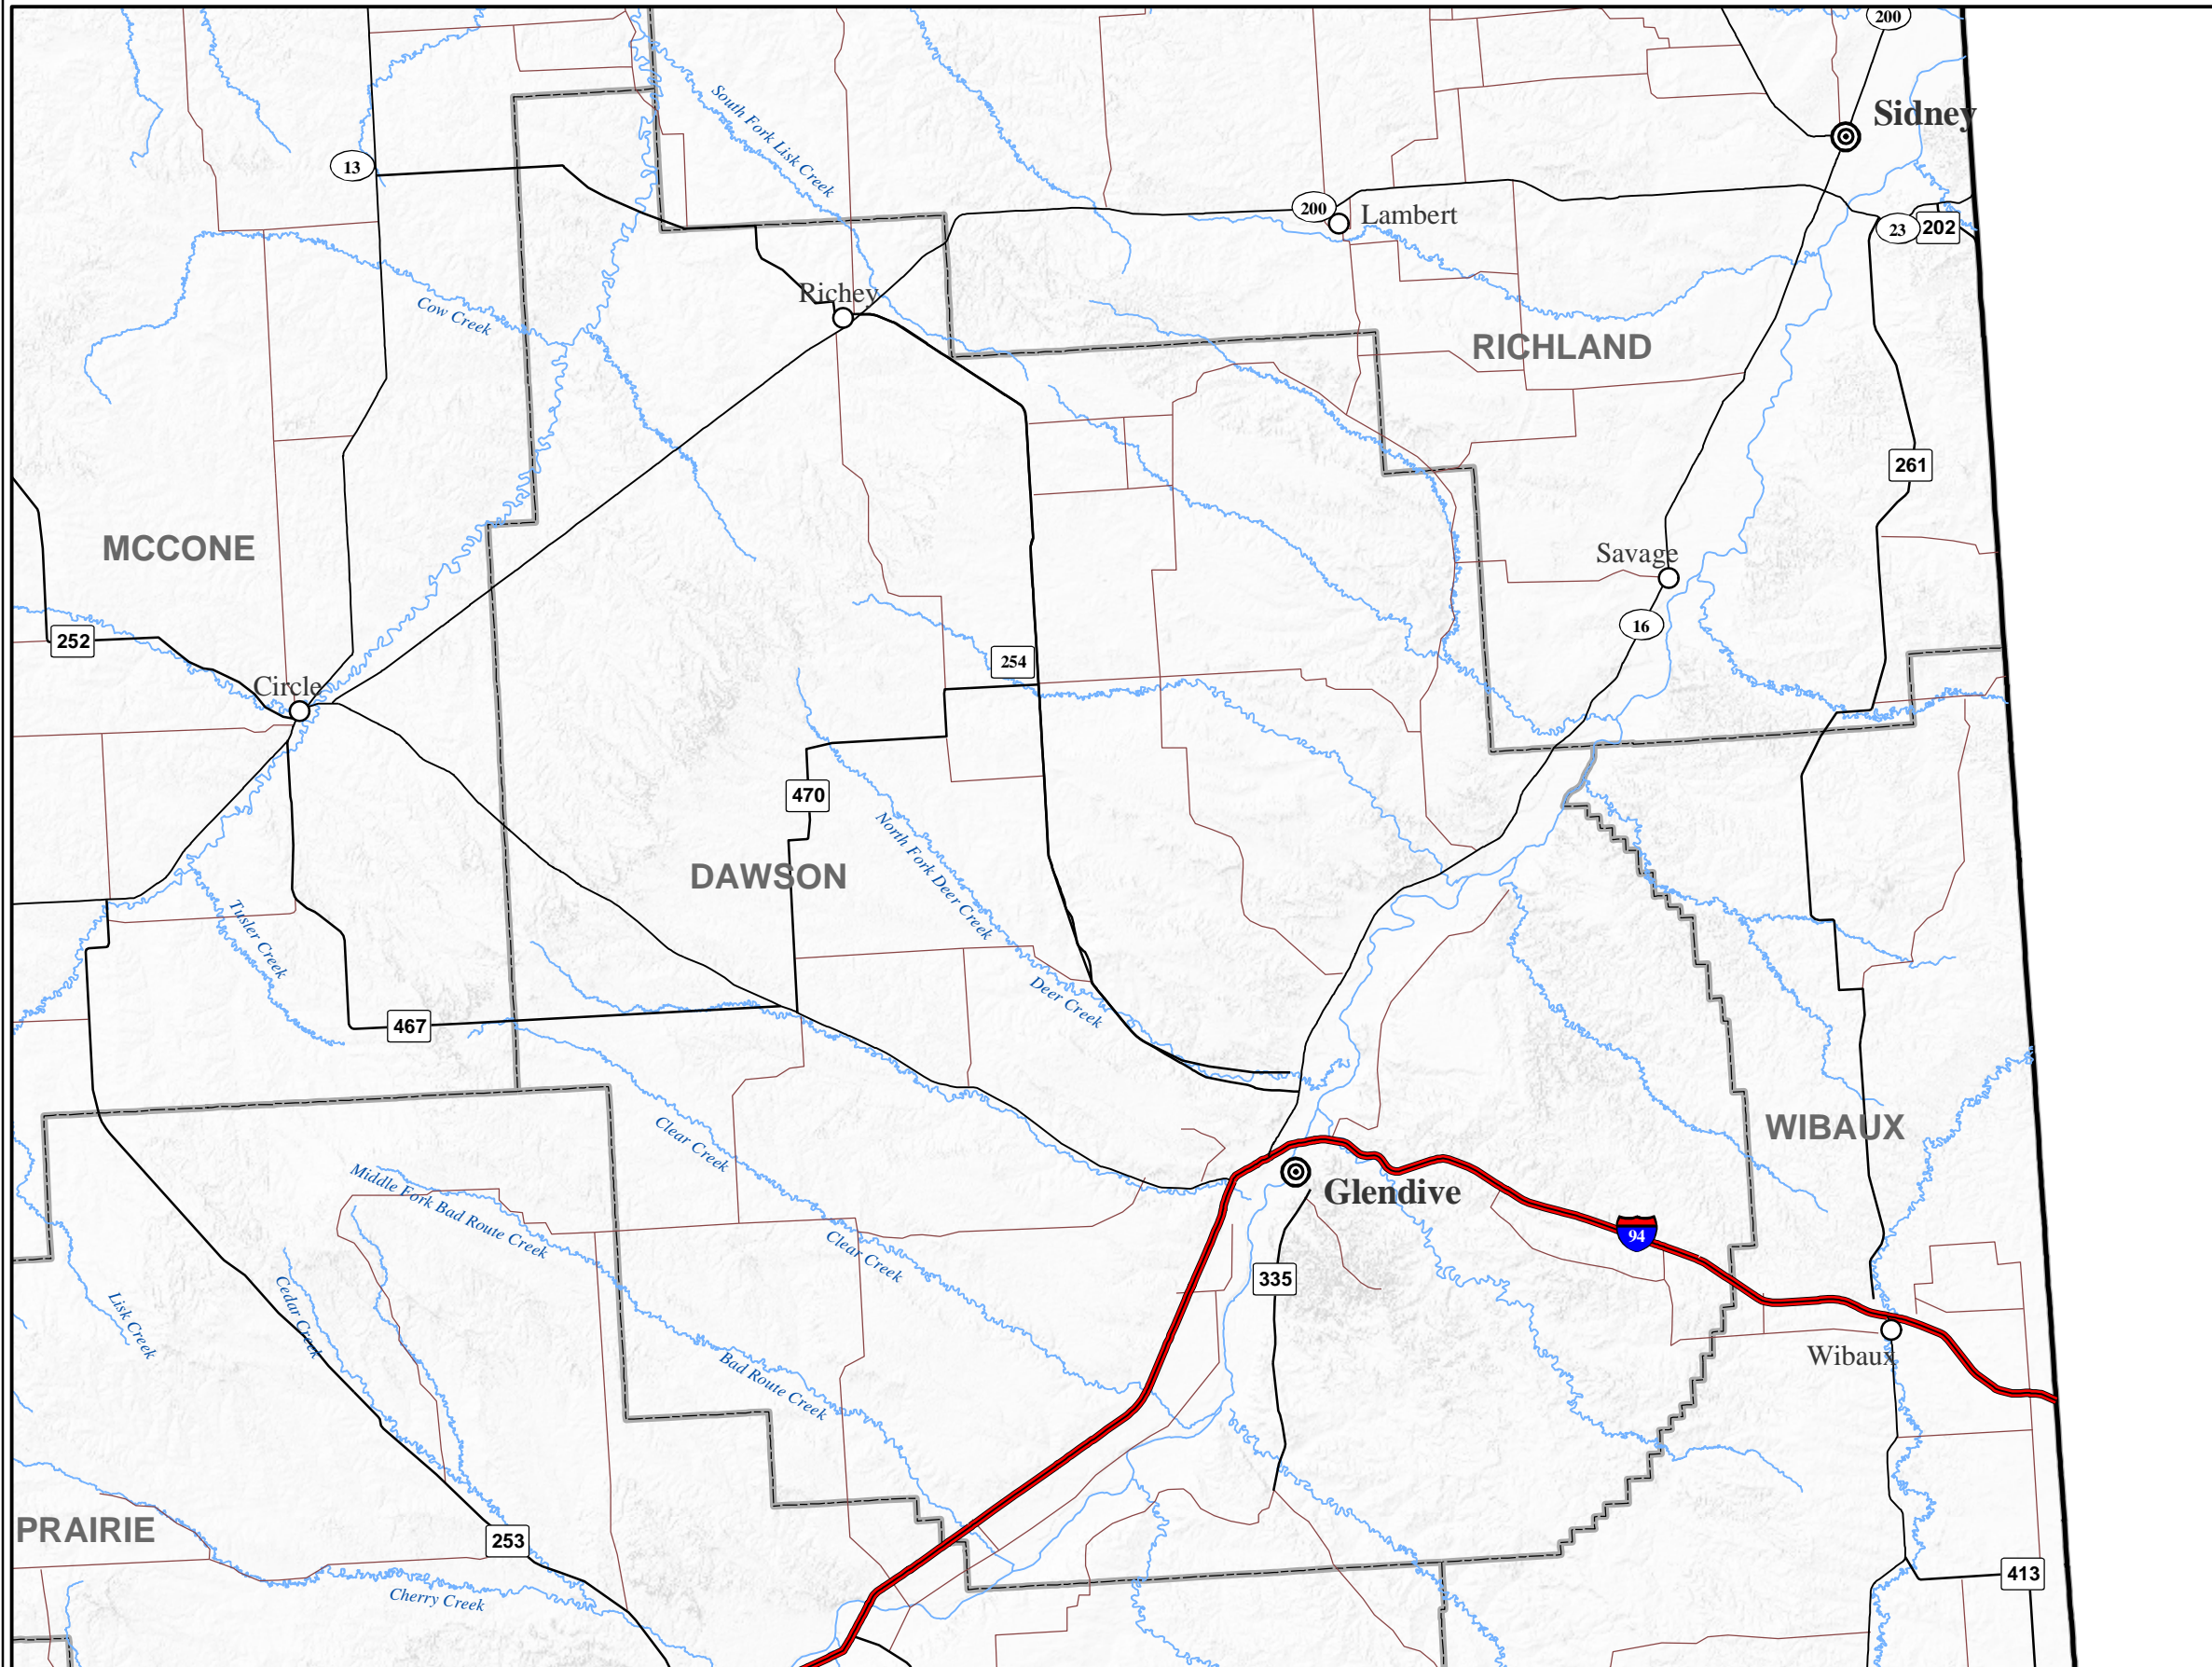 200
Sidney
South Fork Lisk Creek
13
200
Lambert
23
202
Richey
Cow Creek
RICHLAND
261
MCCONE
Savage
16
252
254
Circle
470
North Fork Deer Creek
DAWSON
Tusler Creek
Deer Creek
467
Clear Creek
WIBAUX
Middle Fork Bad Route Creek
Glendive
94
Clear Creek
335
Lisk Creek
Cedar Creek
Wibaux
Bad Route Creek
PRAIRIE
253
413
Cherry Creek